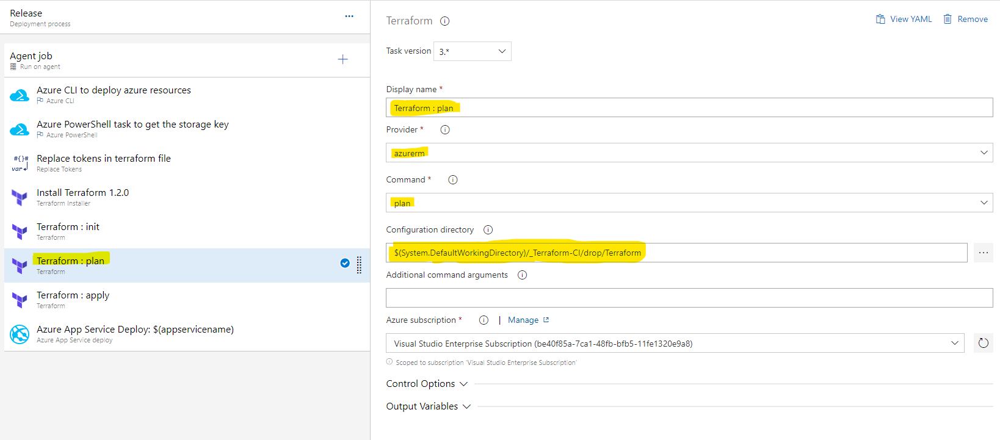 Release
Deployment process
Agent job
Run on agent
Azure CLI to deploy azure resources
Azure CLI
Azure PowerShell task to get the storage key
Azure PowerShell
#{}#
var
Replace tokens in terraform file
Replace Tokens
Install Terraform 1.2.0
Terraform Installer
Terraform : init
Terraform
Terraform : plan
Terraform
Terraform : apply
Terraform
Azure App Service Deploy: $(appservicename)
Azure App Service deploy
Terraform
View YAML
Remove
Task version
3.*
Display name *
Terraform : plan
Provider *
azurerm
Command *
plan
Configuration directory
$(System.DefaultWorkingDirectory)/_Terraform-CI/drop/Terraform
Additional command arguments
Azure subscription * | Manage
Visual Studio Enterprise Subscription (be40f85a-7ca1-48fb-bfb5-11fe1320e9a8)
Scoped to subscription 'Visual Studio Enterprise Subscription'
Control Options
Output Variables